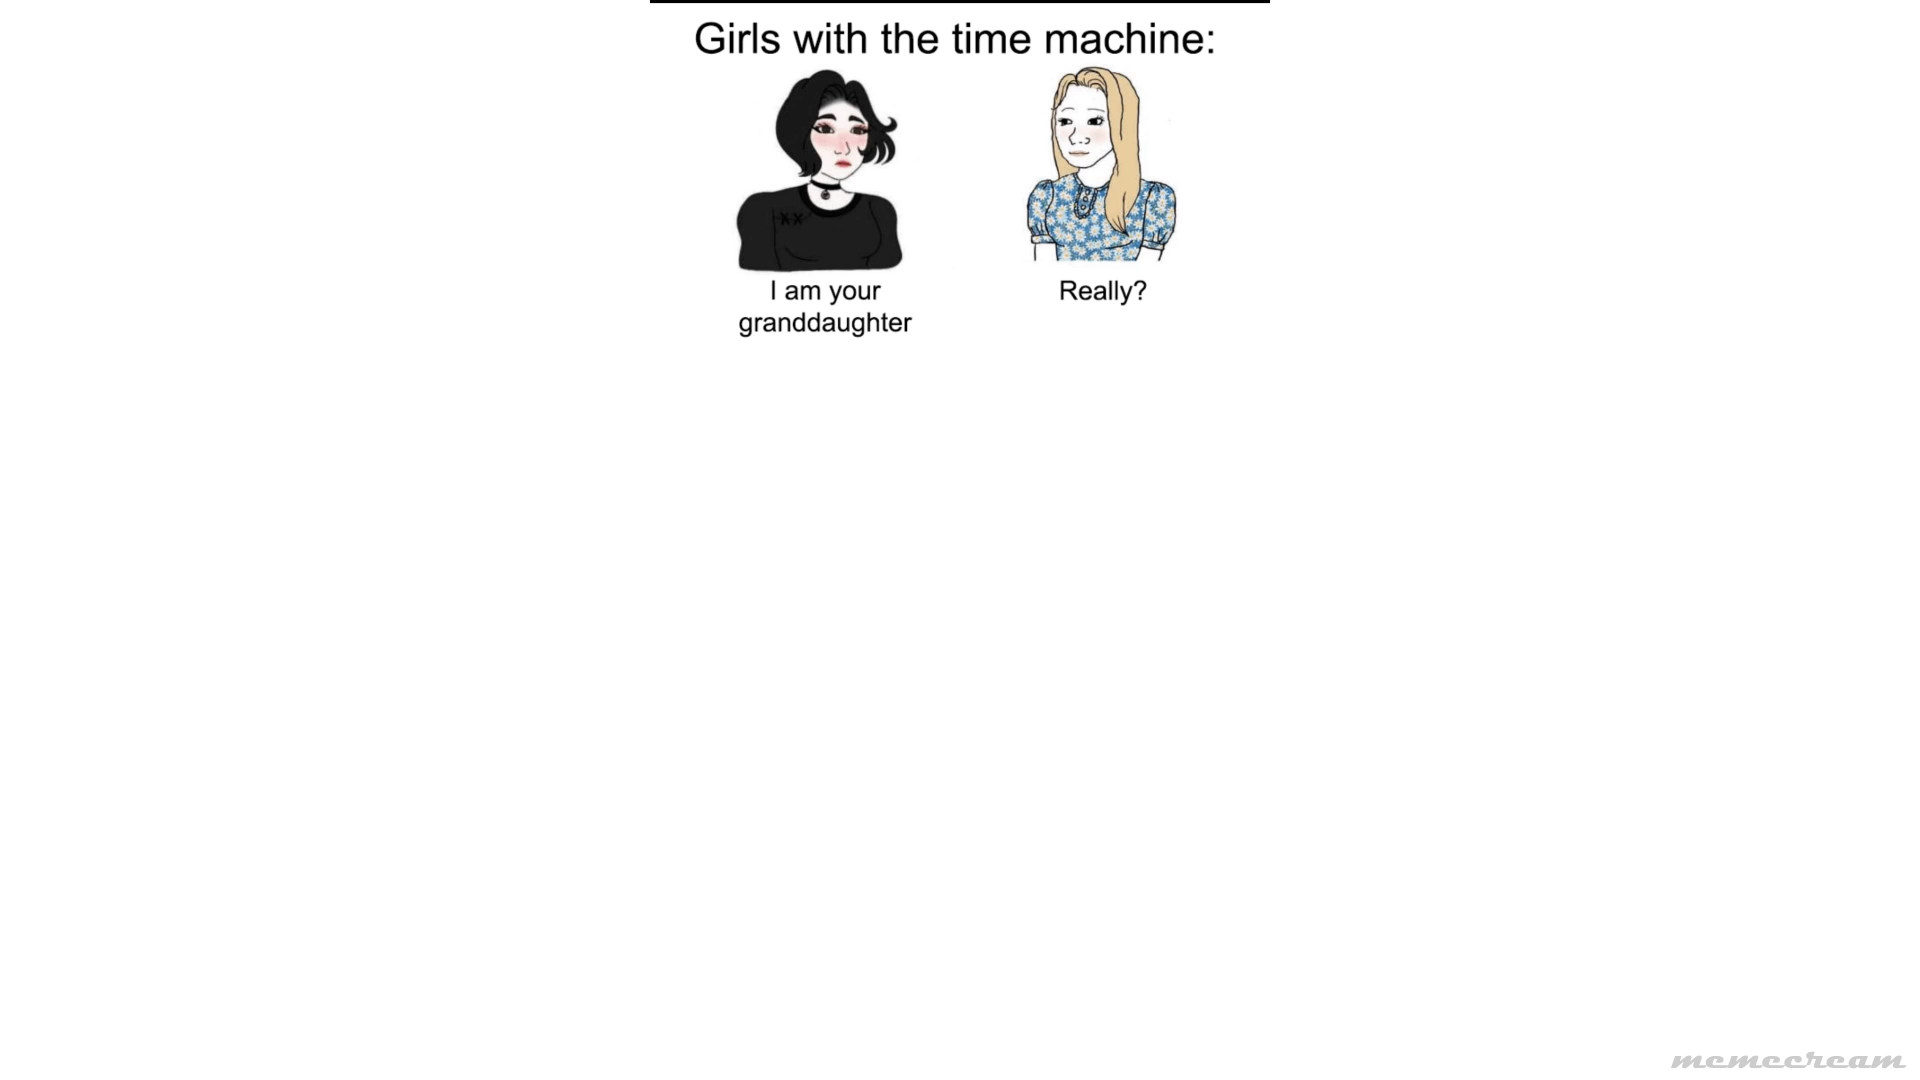 Girls with the time machine:
I am your
granddaughter
Really?
memecream